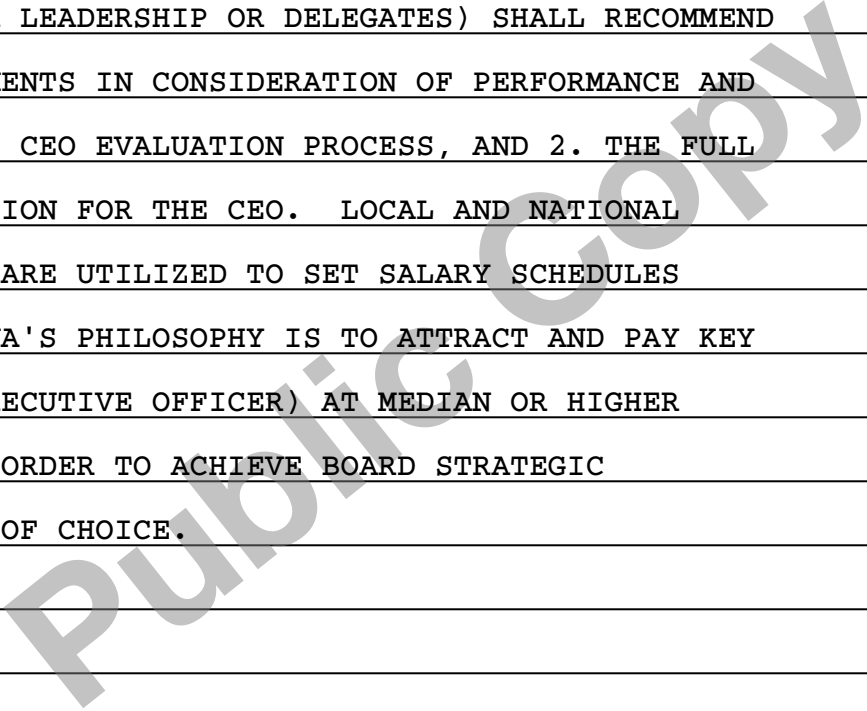 LEADERSHIP OR DELEGATES) SHALL RECOMMEND
ENTS IN CONSIDERATION OF PERFORMANCE AND
CEO EVALUATION PROCESS, AND 2. THE FULL
ION FOR THE CEO. LOCAL AND NATIONAL
ARE UTILIZED TO SET SALARY SCHEDULES
A'S PHILOSOPHY IS TO ATTRACT AND PAY KEY
ECUTIVE OFFICER) AT MEDIAN OR HIGHER
ORDER TO ACHIEVE BOARD STRATEGIC
OF CHOICE.
Public Copy